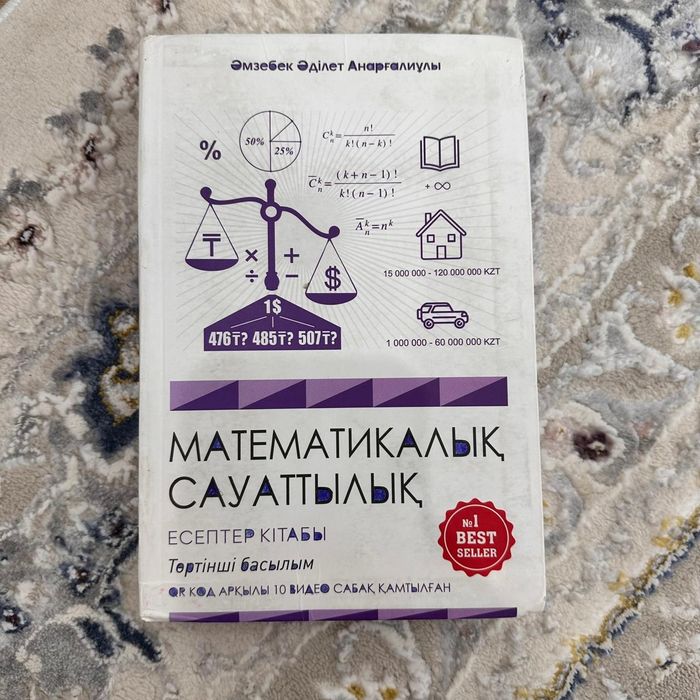 Әмзебек Әділет Анарғалиұлы
%
50%
25%
C_n^k = n! / k!(n-k)!
C̅_n^k = (k+n-1)! / k!(n-1)!
A̅_n^k = n^k
+ ∞
₸
× +
÷ −
$
15 000 000 - 120 000 000 KZT
1$
476₸? 485₸? 507₸?
1 000 000 - 60 000 000 KZT
МАТЕМАТИКАЛЫҚ
САУАТТЫЛЫҚ
ЕСЕПТЕР КІТАБЫ
Төртінші басылым
QR КОД АРҚЫЛЫ 10 ВИДЕО САБАҚ ҚАМТЫЛҒАН
№1
BEST
SELLER